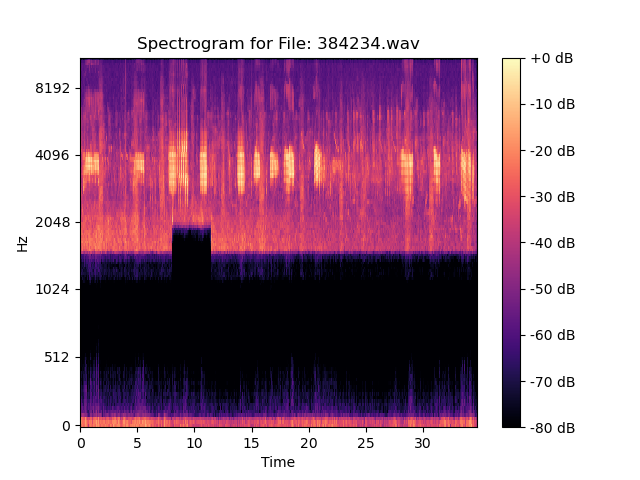 Spectrogram for File: 384234.wav
Hz
8192
4096
2048
1024
512
0
0 5 10 15 20 25 30
Time
+0 dB
-10 dB
-20 dB
-30 dB
-40 dB
-50 dB
-60 dB
-70 dB
-80 dB